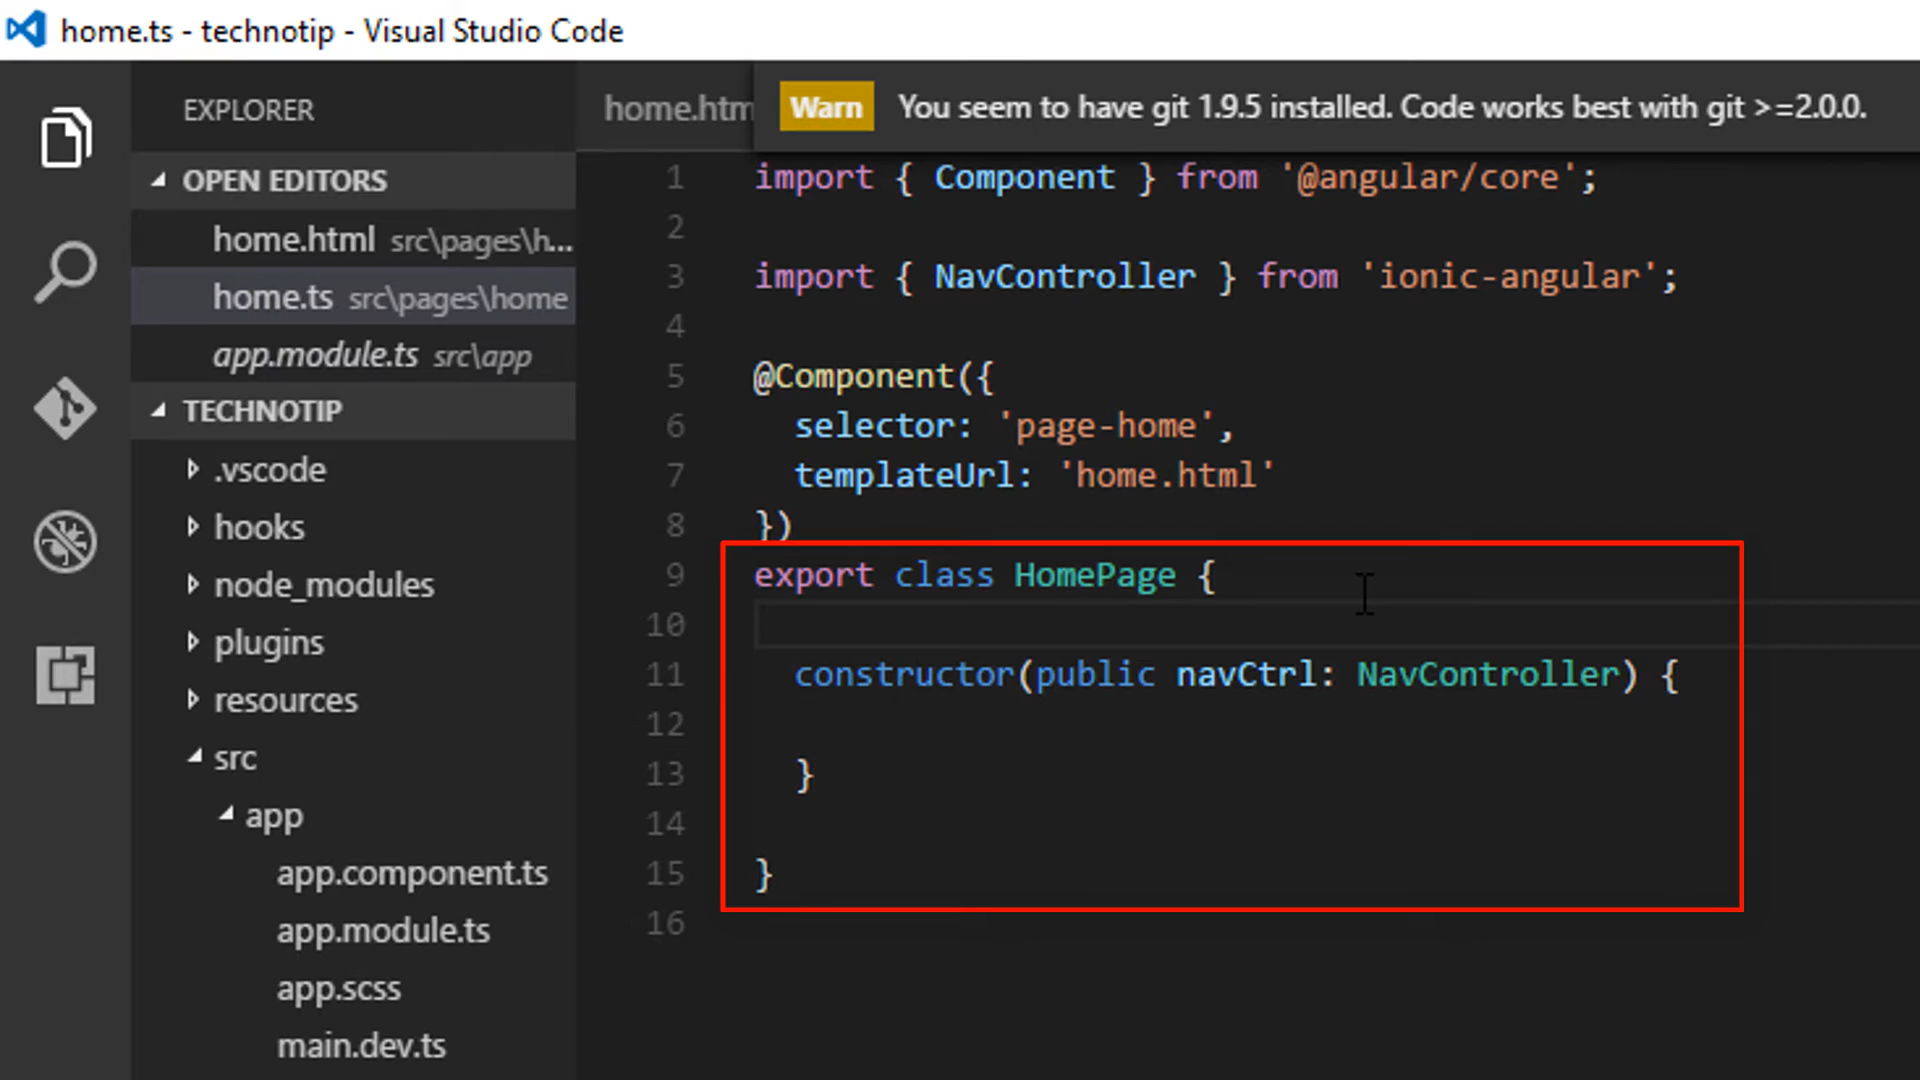 home.ts - technotip - Visual Studio Code
EXPLORER
OPEN EDITORS
home.html src\pages\h...
home.ts src\pages\home
app.module.ts src\app
TECHNOTIP
.vscode
hooks
node_modules
plugins
resources
src
app
app.component.ts
app.module.ts
app.scss
main.dev.ts
home.htm
Warn You seem to have git 1.9.5 installed. Code works best with git >=2.0.0.
1 import { Component } from '@angular/core';
2
3 import { NavController } from 'ionic-angular';
4
5 @Component({
6 selector: 'page-home',
7 templateUrl: 'home.html'
8 })
9 export class HomePage {
10
11 constructor(public navCtrl: NavController) {
12
13 }
14
15 }
16